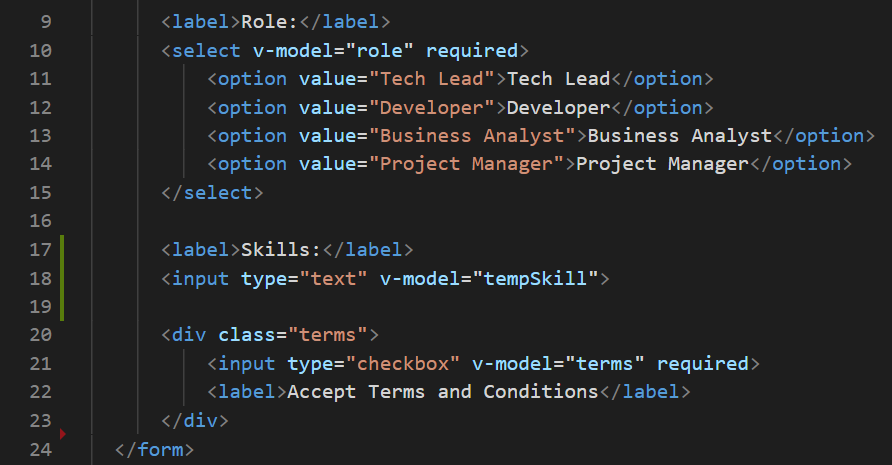 9 <label>Role:</label>
10 <select v-model="role" required>
11 <option value="Tech Lead">Tech Lead</option>
12 <option value="Developer">Developer</option>
13 <option value="Business Analyst">Business Analyst</option>
14 <option value="Project Manager">Project Manager</option>
15 </select>
16
17 <label>Skills:</label>
18 <input type="text" v-model="tempSkill">
19
20 <div class="terms">
21 <input type="checkbox" v-model="terms" required>
22 <label>Accept Terms and Conditions</label>
23 </div>
24 </form>